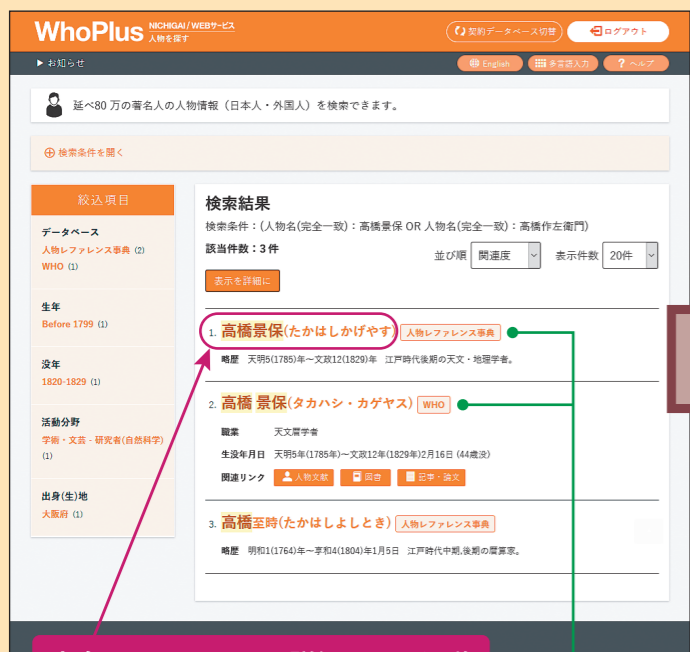 WhoPlus NICHIGAI/WEBサービス
人物を探す
契約データベース切替
ログアウト
▶ お知らせ
English
多言語入力
? ヘルプ
延べ80 万の著名人の人物情報（日本人・外国人）を検索できます。
⊕ 検索条件を開く
絞込項目
データベース
人物レファレンス事典 (2)
WHO (1)
生年
Before 1799 (1)
没年
1820-1829 (1)
活動分野
学術・文芸・研究者(自然科学)
(1)
出身(生)地
大阪府 (1)
検索結果
検索条件：(人物名(完全一致)：高橋景保 OR 人物名(完全一致)：高橋作左衛門)
該当件数：3 件
並び順 関連度 表示件数 20件
表示を詳細に
1. 高橋景保(たかはしかげやす) 人物レファレンス事典
略歴 天明5(1785)年～文政12(1829)年 江戸時代後期の天文・地理学者。
2. 高橋 景保(タカハシ・カゲヤス) WHO
職業 天文暦学者
生没年月日 天明5年(1785年)～文政12年(1829年)2月16日 (44歳没)
関連リンク 人物文献 図書 記事・論文
3. 高橋至時(たかはしよしとき) 人物レファレンス事典
略歴 明和1(1764)年～享和4(1804)年1月5日 江戸時代中期,後期の暦算家。